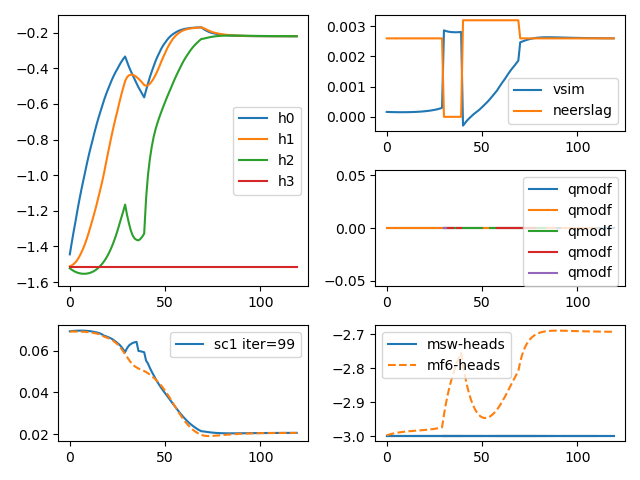 −0.2
−0.4
−0.6
−0.8
−1.0
−1.2
−1.4
−1.6
h0
h1
h2
h3
0 50 100
0.003
0.002
0.001
0.000
vsim
neerslag
0 50 100
0.05
0.00
−0.05
qmodf
qmodf
qmodf
qmodf
qmodf
0 50 100
0.06
0.04
0.02
sc1 iter=99
0 50 100
−2.7
−2.8
−2.9
−3.0
msw-heads
mf6-heads
0 50 100